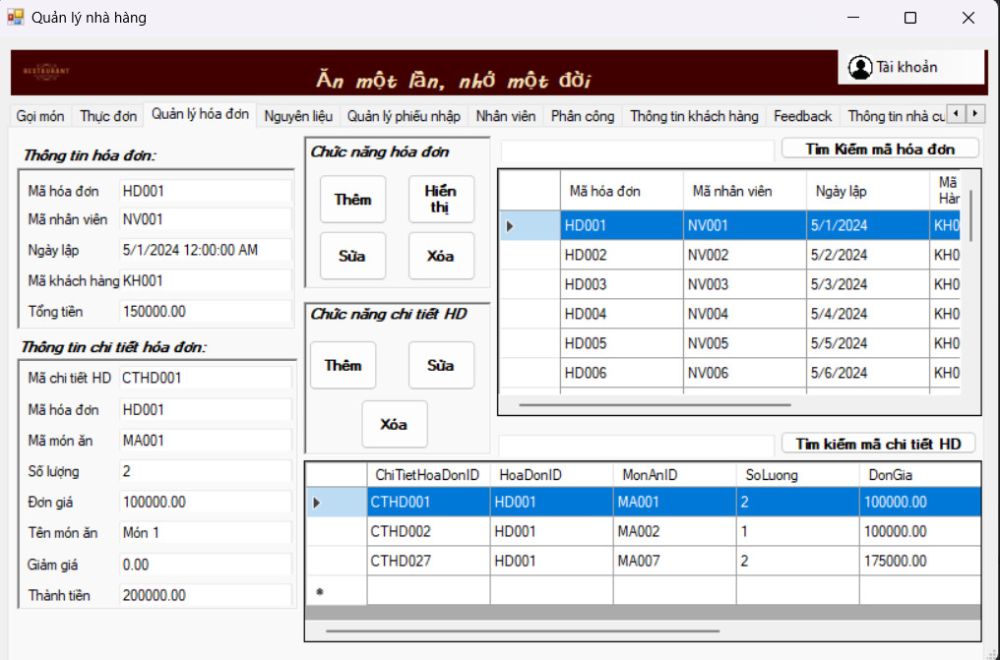 Quản lý nhà hàng
RESTAURANT
Ăn một lần, nhớ một đời
Tài khoản
Gọi món
Thực đơn
Quản lý hóa đơn
Nguyên liệu
Quản lý phiếu nhập
Nhân viên
Phân công
Thông tin khách hàng
Feedback
Thông tin nhà cu
Thông tin hóa đơn:
Mã hóa đơn HD001
Mã nhân viên NV001
Ngày lập 5/1/2024 12:00:00 AM
Mã khách hàng KH001
Tổng tiền 150000.00
Thông tin chi tiết hóa đơn:
Mã chi tiết HD CTHD001
Mã hóa đơn HD001
Mã món ăn MA001
Số lượng 2
Đơn giá 100000.00
Tên món ăn Món 1
Giảm giá 0.00
Thành tiền 200000.00
Chức năng hóa đơn
Thêm
Hiển
thị
Sửa
Xóa
Chức năng chi tiết HD
Thêm
Sửa
Xóa
Tìm Kiếm mã hóa đơn
Mã hóa đơn Mã nhân viên Ngày lập Mã
Hàr
HD001 NV001 5/1/2024 KH0
HD002 NV002 5/2/2024 KH0
HD003 NV003 5/3/2024 KH0
HD004 NV004 5/4/2024 KH0
HD005 NV005 5/5/2024 KH0
HD006 NV006 5/6/2024 KH0
Tìm kiếm mã chi tiết HD
ChiTietHoaDonID HoaDonID MonAnID SoLuong DonGia
CTHD001 HD001 MA001 2 100000.00
CTHD002 HD001 MA002 1 100000.00
CTHD027 HD001 MA007 2 175000.00